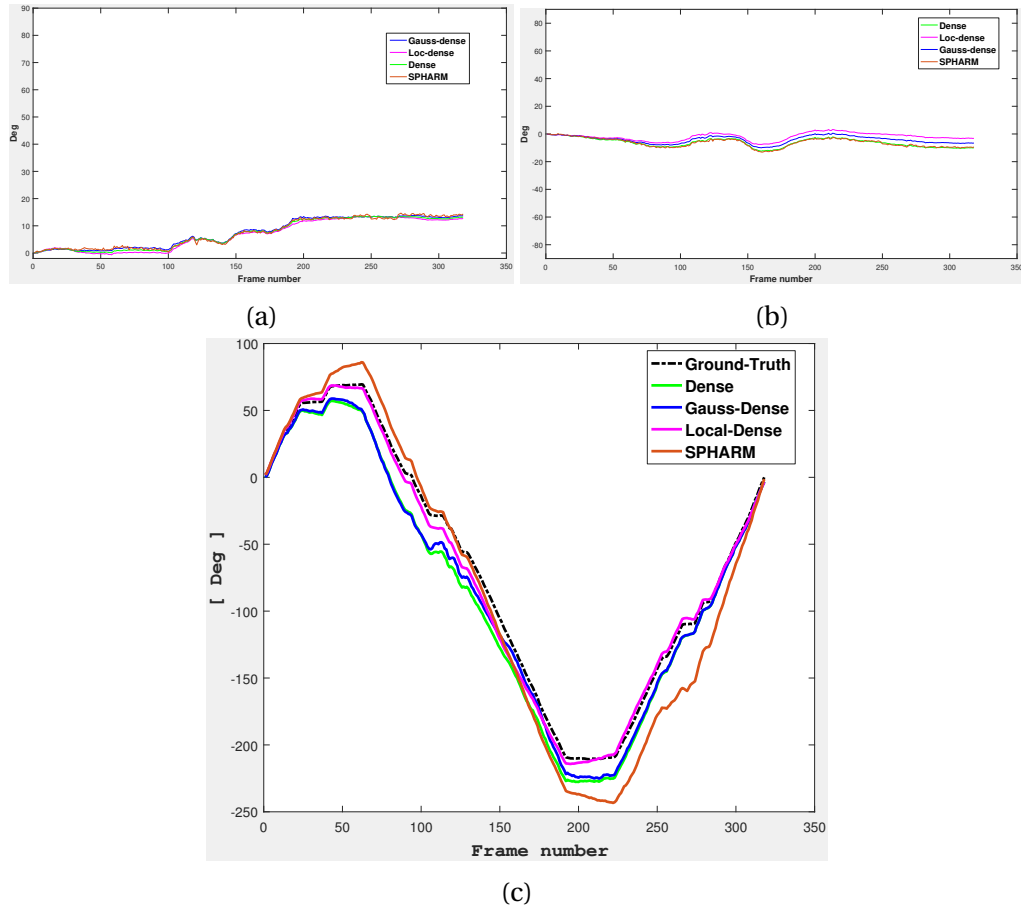 90
80
70
60
50
40
30
20
10
0
Deg
0 50 100 150 200 250 300 350
Frame number
Gauss-dense
Loc-dense
Dense
SPHARM
(a)
80
60
40
20
0
-20
-40
-60
-80
Deg
0 50 100 150 200 250 300 350
Frame number
Dense
Loc-dense
Gauss-dense
SPHARM
(b)
100
50
0
-50
-100
-150
-200
-250
[ Deg ]
0 50 100 150 200 250 300 350
Frame number
Ground-Truth
Dense
Gauss-Dense
Local-Dense
SPHARM
(c)